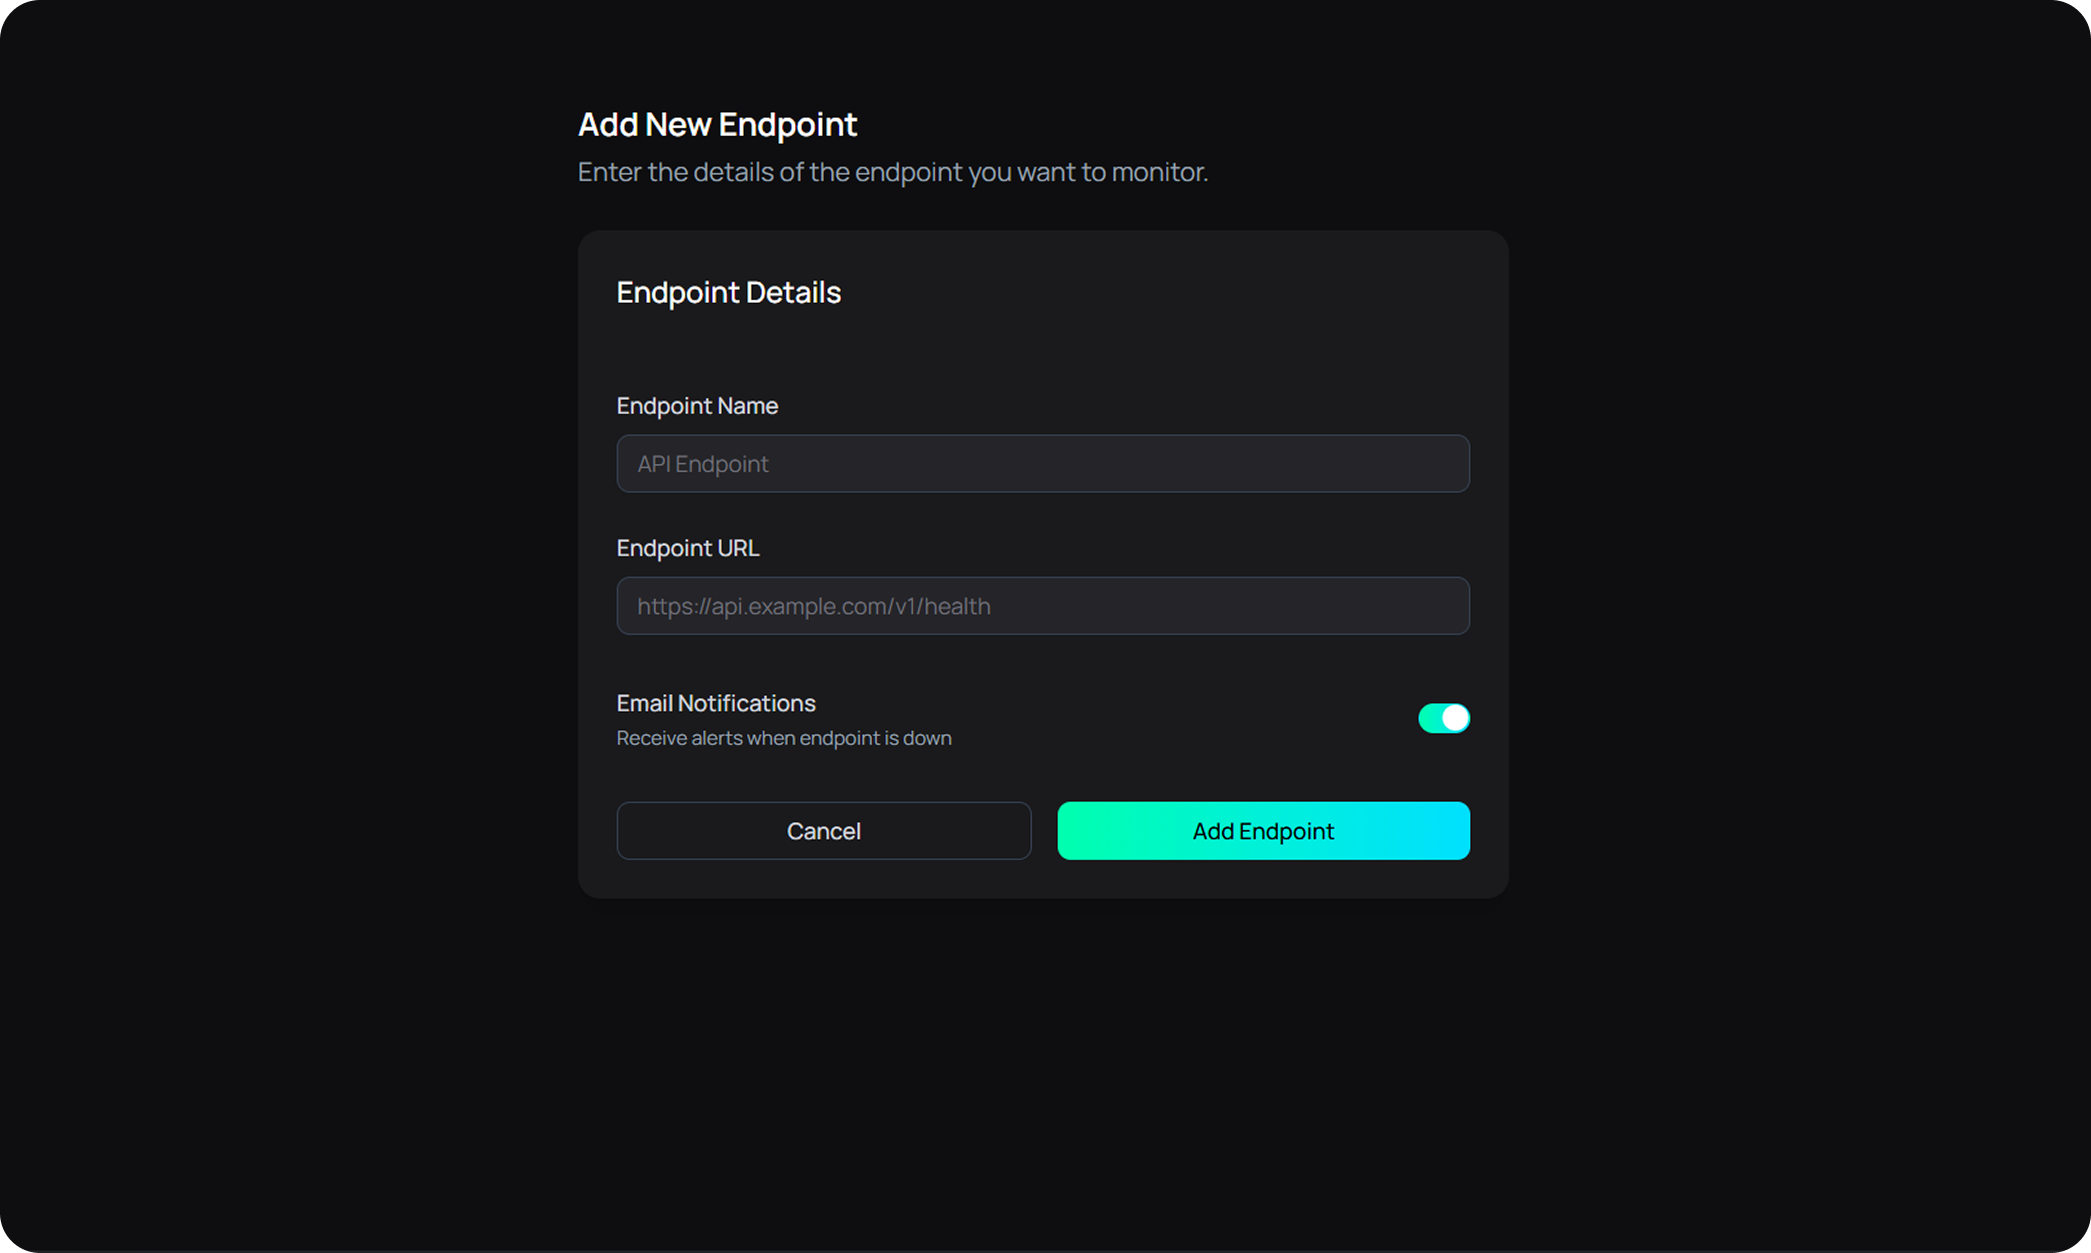 Add New Endpoint
Enter the details of the endpoint you want to monitor.
Endpoint Details
Endpoint Name
API Endpoint
Endpoint URL
https://api.example.com/v1/health
Email Notifications
Receive alerts when endpoint is down
Cancel
Add Endpoint